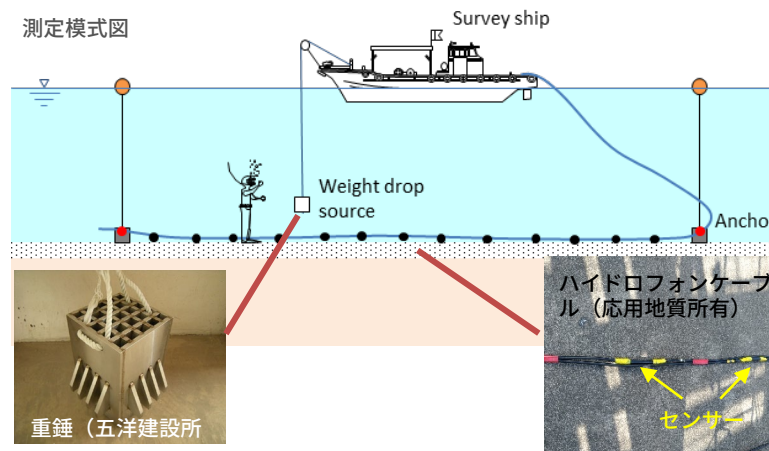 測定模式図
Survey ship
Weight drop
source
Ancho
ハイドロフォンケーブ
ル（応用地質所有）
センサー
重錘（五洋建設所